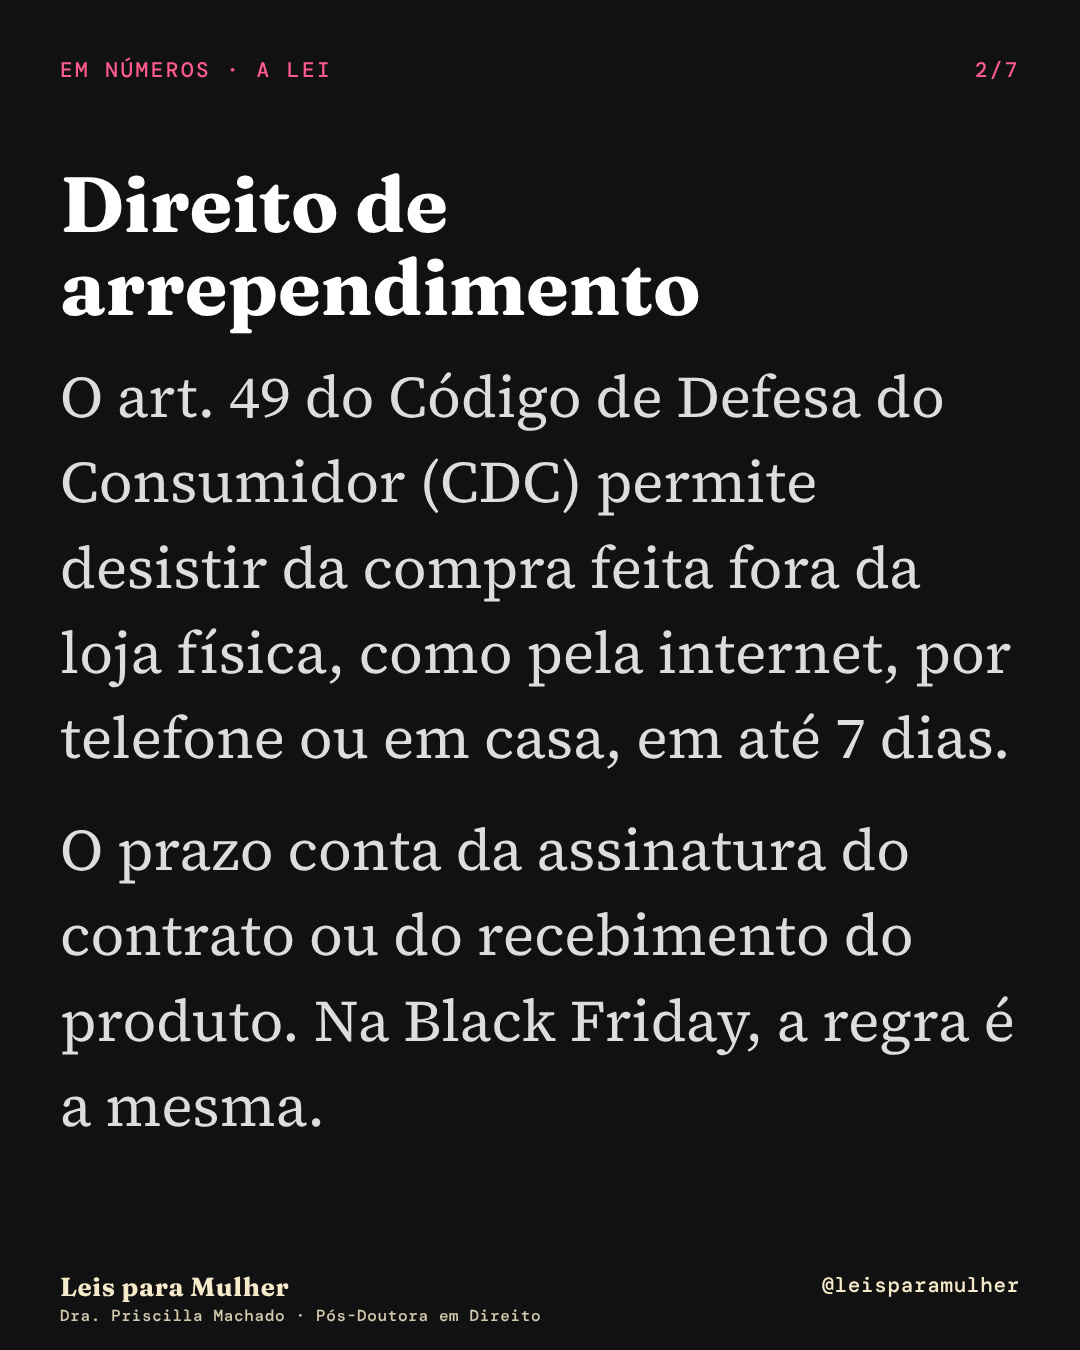 EM NÚMEROS · A LEI
2/7
Direito de
arrependimento
O art. 49 do Código de Defesa do
Consumidor (CDC) permite
desistir da compra feita fora da
loja física, como pela internet, por
telefone ou em casa, em até 7 dias.
O prazo conta da assinatura do
contrato ou do recebimento do
produto. Na Black Friday, a regra é
a mesma.
Leis para Mulher
@leisparamulher
Dra. Priscilla Machado · Pós-Doutora em Direito